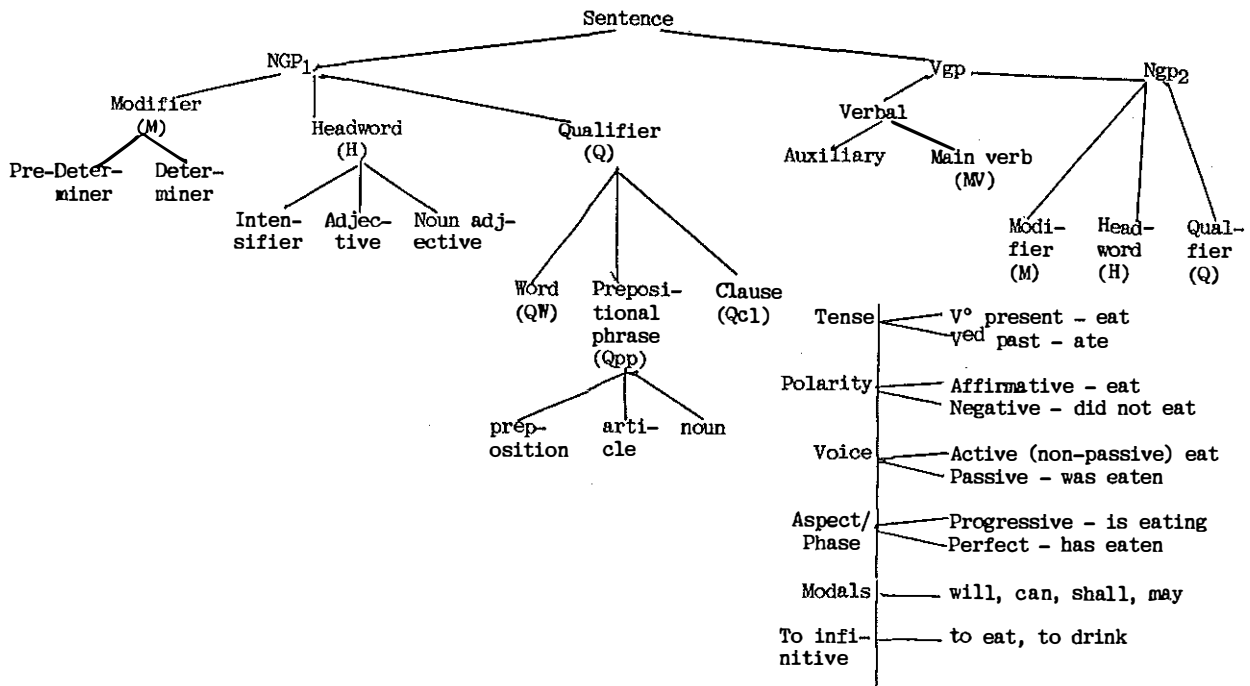 Sentence
NGP₁
Vgp
Ngp₂
Modifier
(M)
Headword
(H)
Qualifier
(Q)
Verbal
Pre-Deter-
miner
Deter-
miner
Auxiliary
Main verb
(MV)
Inten-
sifier
Adjec-
tive
Noun adj-
ective
Modi-
fier
(M)
Head-
word
(H)
Qual-
fier
(Q)
Word
(QW)
Preposi-
tional
phrase
(Qpp)
Clause
(Qcl)
prep-
osition
arti-
cle
noun
Tense
V° present - eat
Ved past - ate
Polarity
Affirmative - eat
Negative - did not eat
Voice
Active (non-passive) eat
Passive - was eaten
Aspect/
Phase
Progressive - is eating
Perfect - has eaten
Modals
will, can, shall, may
To infi-
nitive
to eat, to drink